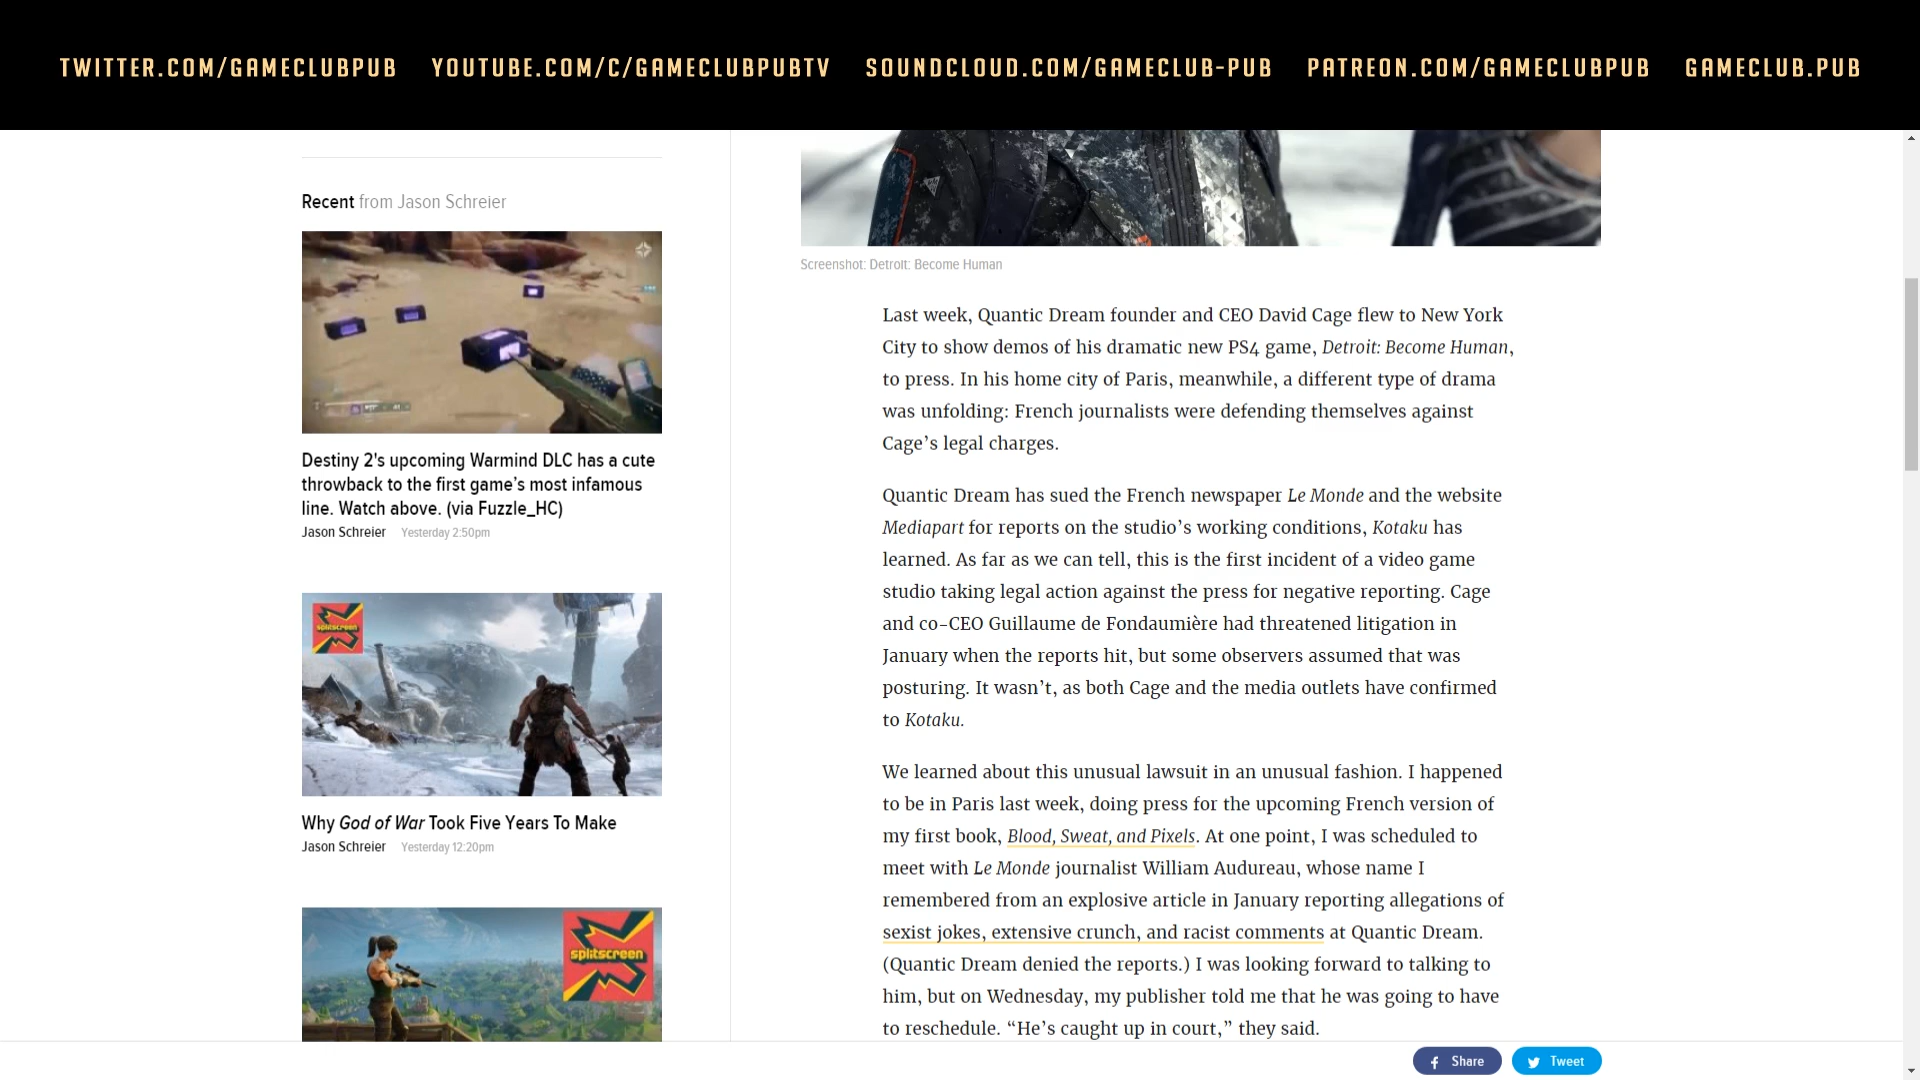 TWITTER.COM/GAMECLUBPUB YOUTUBE.COM/C/GAMECLUBPUBTV SOUNDCLOUD.COM/GAMECLUB-PUB PATREON.COM/GAMECLUBPUB GAMECLUB.PUB
Recent from Jason Schreier
Destiny 2's upcoming Warmind DLC has a cute
throwback to the first game's most infamous
line. Watch above. (via Fuzzle_HC)
Jason Schreier Yesterday 2:50pm
splitscreen
Why God of War Took Five Years To Make
Jason Schreier Yesterday 12:20pm
splitscreen
Screenshot: Detroit: Become Human
Last week, Quantic Dream founder and CEO David Cage flew to New York
City to show demos of his dramatic new PS4 game, Detroit: Become Human,
to press. In his home city of Paris, meanwhile, a different type of drama
was unfolding: French journalists were defending themselves against
Cage’s legal charges.
Quantic Dream has sued the French newspaper Le Monde and the website
Mediapart for reports on the studio’s working conditions, Kotaku has
learned. As far as we can tell, this is the first incident of a video game
studio taking legal action against the press for negative reporting. Cage
and co-CEO Guillaume de Fondaumière had threatened litigation in
January when the reports hit, but some observers assumed that was
posturing. It wasn’t, as both Cage and the media outlets have confirmed
to Kotaku.
We learned about this unusual lawsuit in an unusual fashion. I happened
to be in Paris last week, doing press for the upcoming French version of
my first book, Blood, Sweat, and Pixels. At one point, I was scheduled to
meet with Le Monde journalist William Audureau, whose name I
remembered from an explosive article in January reporting allegations of
sexist jokes, extensive crunch, and racist comments at Quantic Dream.
(Quantic Dream denied the reports.) I was looking forward to talking to
him, but on Wednesday, my publisher told me that he was going to have
to reschedule. “He’s caught up in court,” they said.
Share Tweet